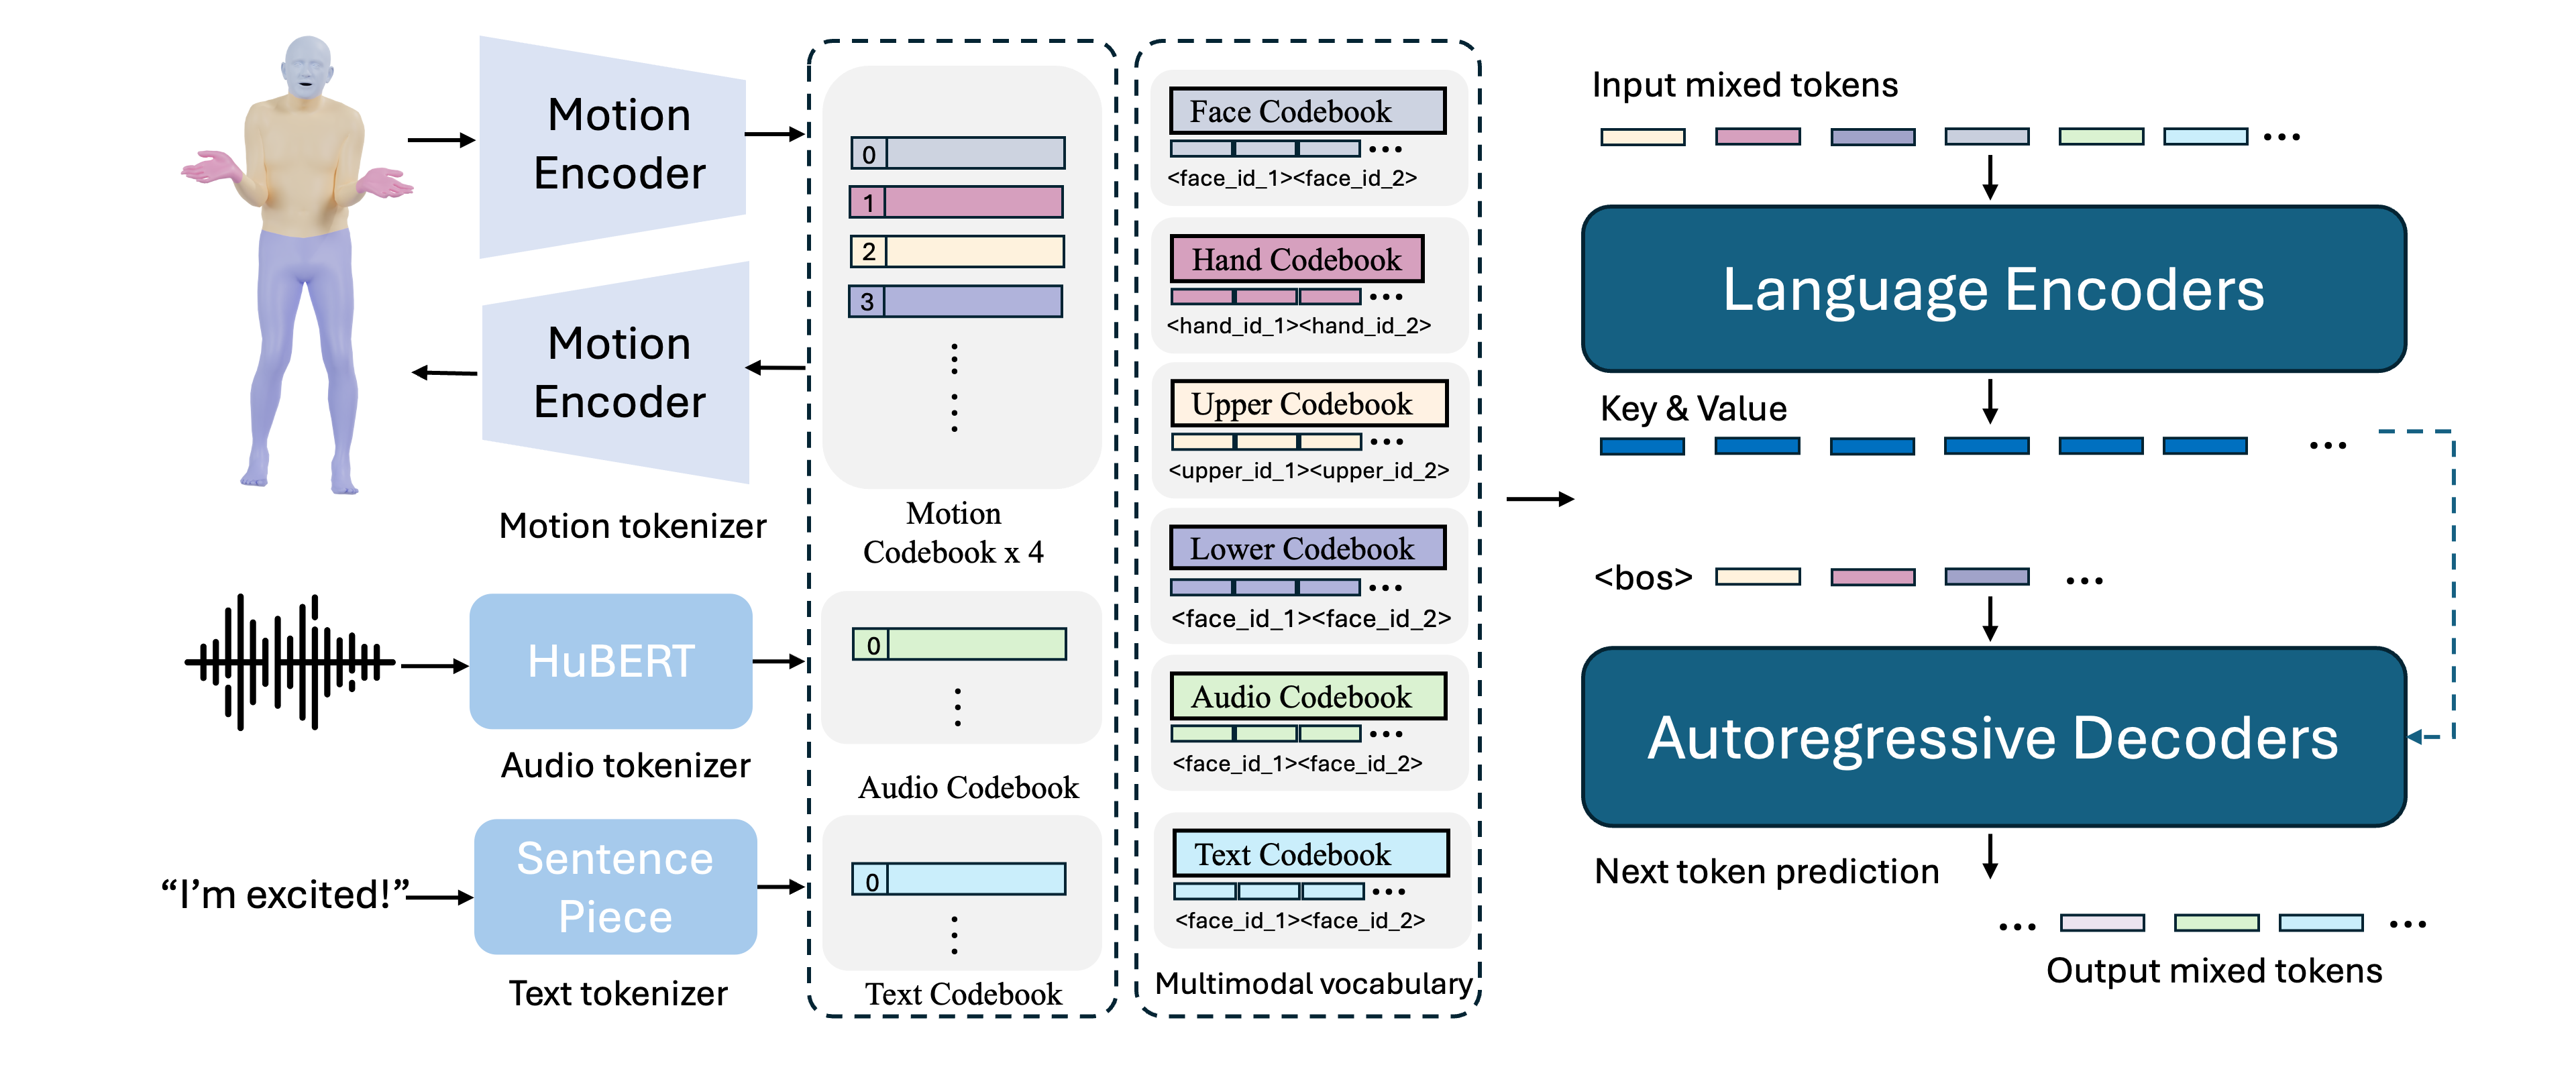 Motion
Encoder
Motion
Encoder
Motion tokenizer
HuBERT
Audio tokenizer
“I’m excited!”
Sentence
Piece
Text tokenizer
0
1
2
3
Motion
Codebook x 4
0
Audio Codebook
0
Text Codebook
Face Codebook
<face_id_1><face_id_2>
Hand Codebook
<hand_id_1><hand_id_2>
Upper Codebook
<upper_id_1><upper_id_2>
Lower Codebook
<face_id_1><face_id_2>
Audio Codebook
<face_id_1><face_id_2>
Text Codebook
<face_id_1><face_id_2>
Multimodal vocabulary
Input mixed tokens
Language Encoders
Key & Value
<bos>
Autoregressive Decoders
Next token prediction
Output mixed tokens